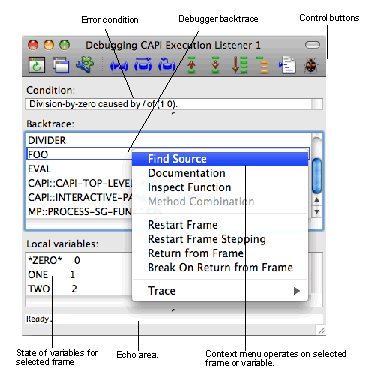 Error condition
Debugger backtrace
Control buttons
Debugging CAPI Execution Listener 1
Condition:
Division-by-zero caused by / of (1 0).
Backtrace:
DIVIDER
FOO
EVAL
CAPI::CAPI-TOP-LEVE
CAPI::INTERACTIVE-PA
MP::PROCESS-SG-FUN
Find Source
Documentation
Inspect Function
Method Combination
Restart Frame
Restart Frame Stepping
Return from Frame
Break On Return from Frame
Trace
Local variables:
*ZERO* 0
ONE 1
TWO 2
Ready.
State of variables for
selected frame
Echo area.
Context menu operates on selected
frame or variable.